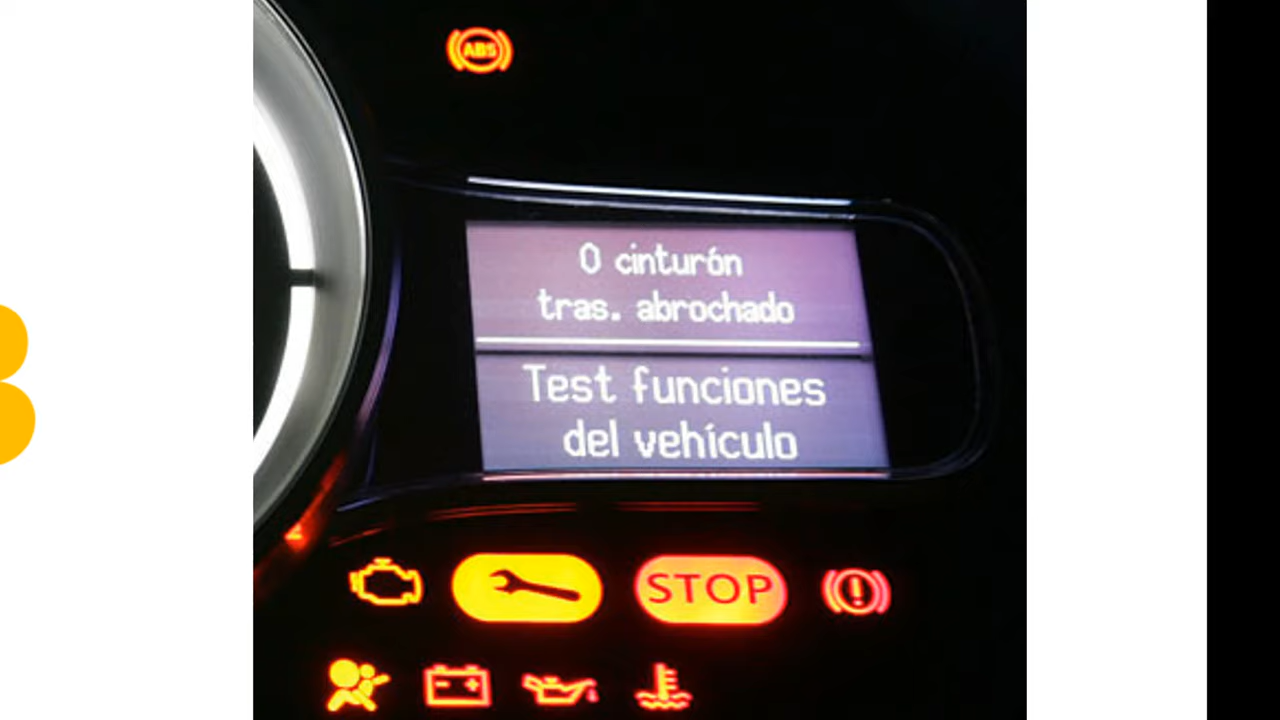 ABS
0 cinturón
tras. abrochado
Test funciones
del vehículo
STOP